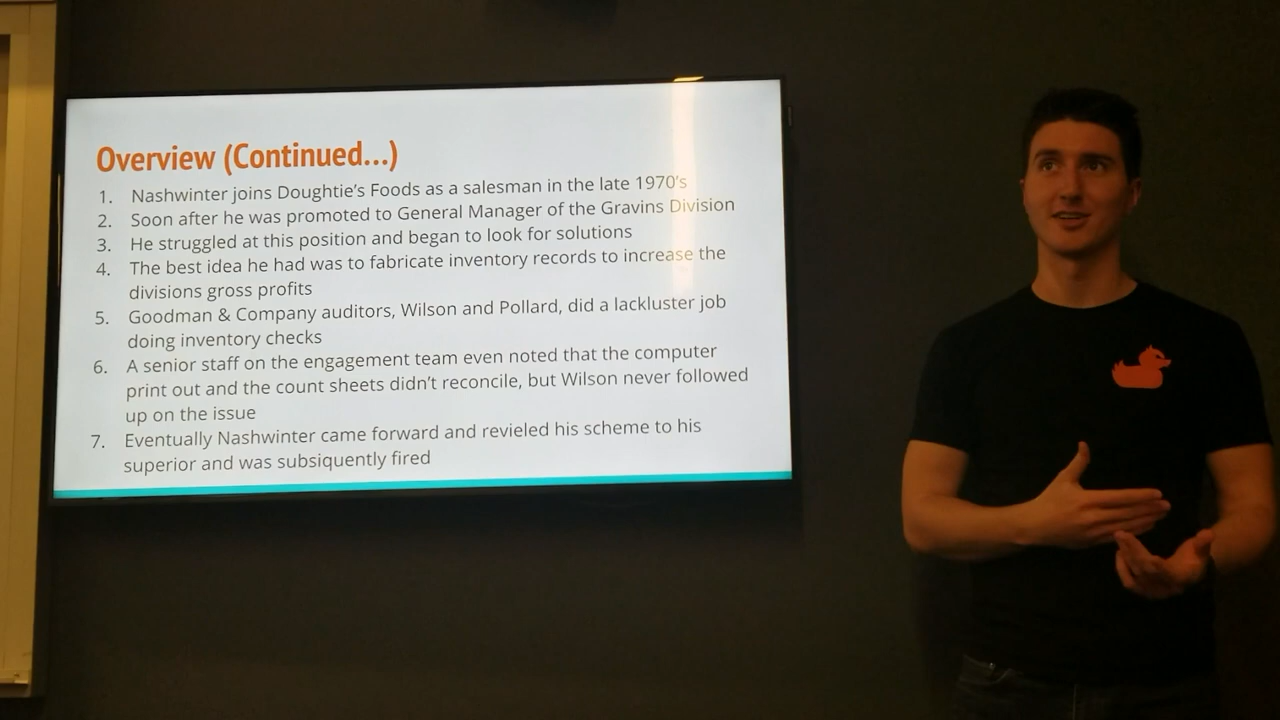 Overview (Continued...)
1. Nashwinter joins Doughtie's Foods as a salesman in the late 1970's
2. Soon after he was promoted to General Manager of the Gravins Division
3. He struggled at this position and began to look for solutions
4. The best idea he had was to fabricate inventory records to increase the
divisions gross profits
5. Goodman & Company auditors, Wilson and Pollard, did a lackluster job
doing inventory checks
6. A senior staff on the engagement team even noted that the computer
print out and the count sheets didn't reconcile, but Wilson never followed
up on the issue
7. Eventually Nashwinter came forward and revieled his scheme to his
superior and was subsiquently fired